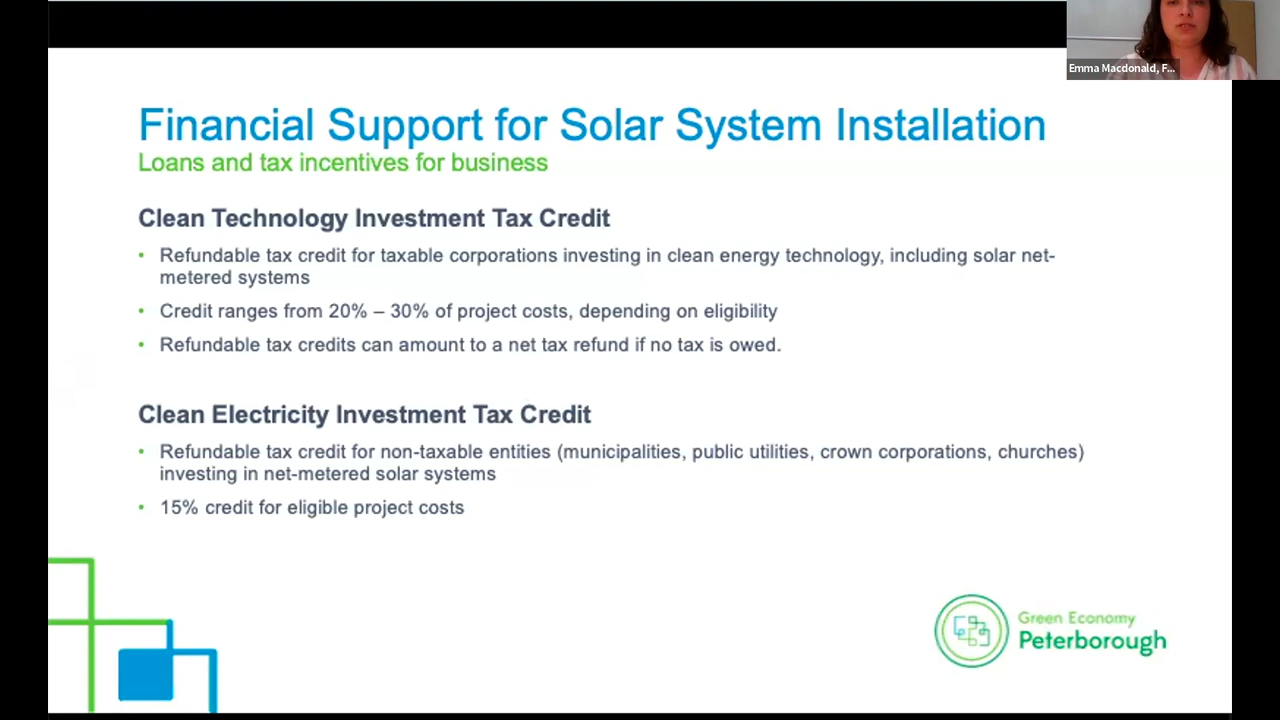 Emma Macdonald, F...
Financial Support for Solar System Installation
Loans and tax incentives for business
Clean Technology Investment Tax Credit
• Refundable tax credit for taxable corporations investing in clean energy technology, including solar net-
metered systems
• Credit ranges from 20% – 30% of project costs, depending on eligibility
• Refundable tax credits can amount to a net tax refund if no tax is owed.
Clean Electricity Investment Tax Credit
• Refundable tax credit for non-taxable entities (municipalities, public utilities, crown corporations, churches)
investing in net-metered solar systems
• 15% credit for eligible project costs
Green Economy
Peterborough